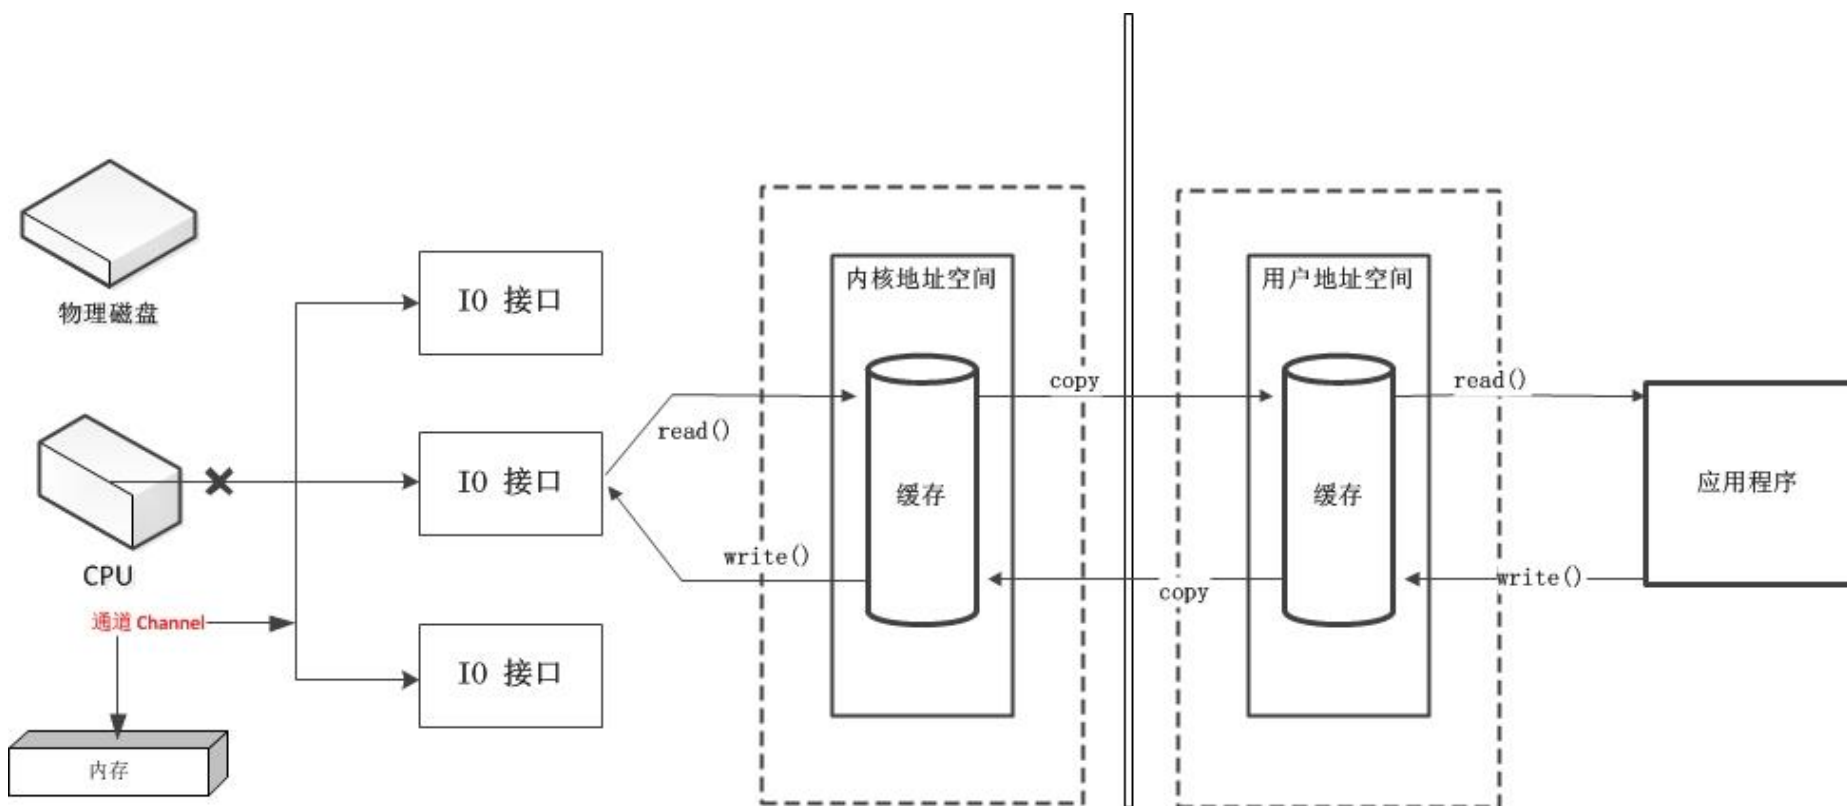 物理磁盘
CPU
通道 Channel
内存
IO 接口
IO 接口
IO 接口
read()
write()
内核地址空间
缓存
copy
copy
用户地址空间
缓存
read()
write()
应用程序